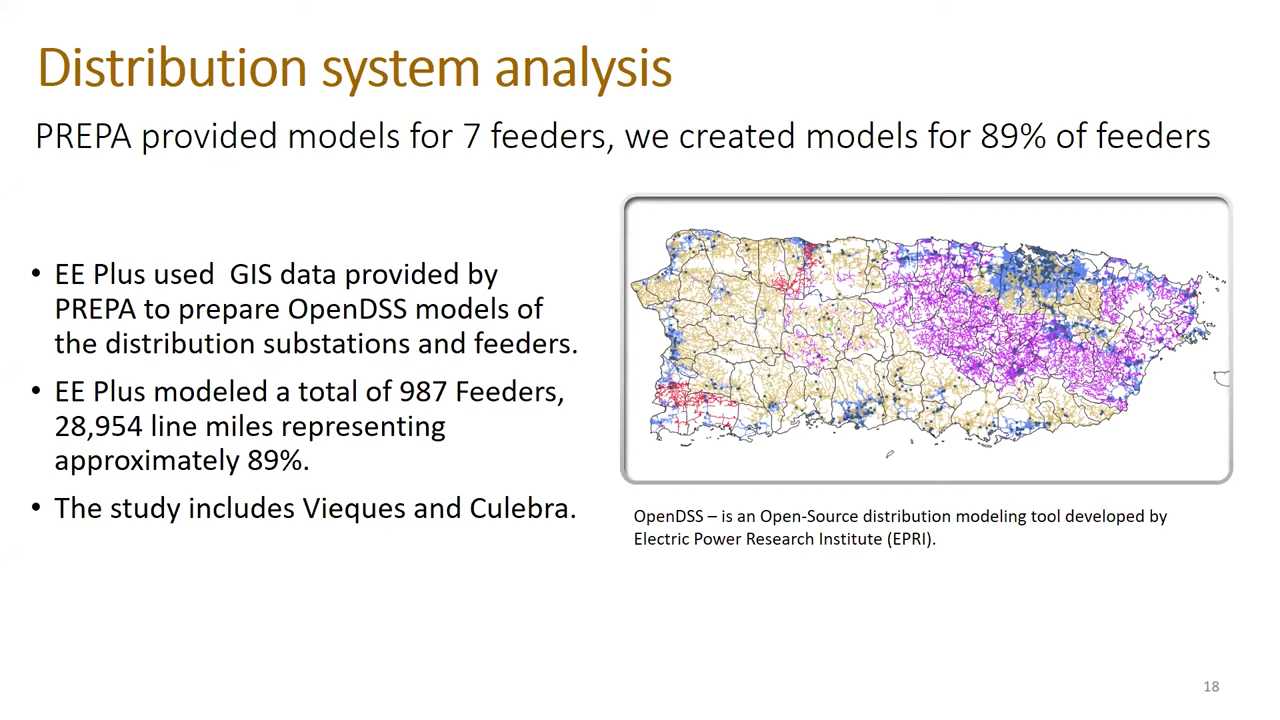 Distribution system analysis
PREPA provided models for 7 feeders, we created models for 89% of feeders
• EE Plus used  GIS data provided by
PREPA to prepare OpenDSS models of
the distribution substations and feeders.
• EE Plus modeled a total of 987 Feeders,
28,954 line miles representing
approximately 89%.
• The study includes Vieques and Culebra.
OpenDSS – is an Open-Source distribution modeling tool developed by
Electric Power Research Institute (EPRI).
18